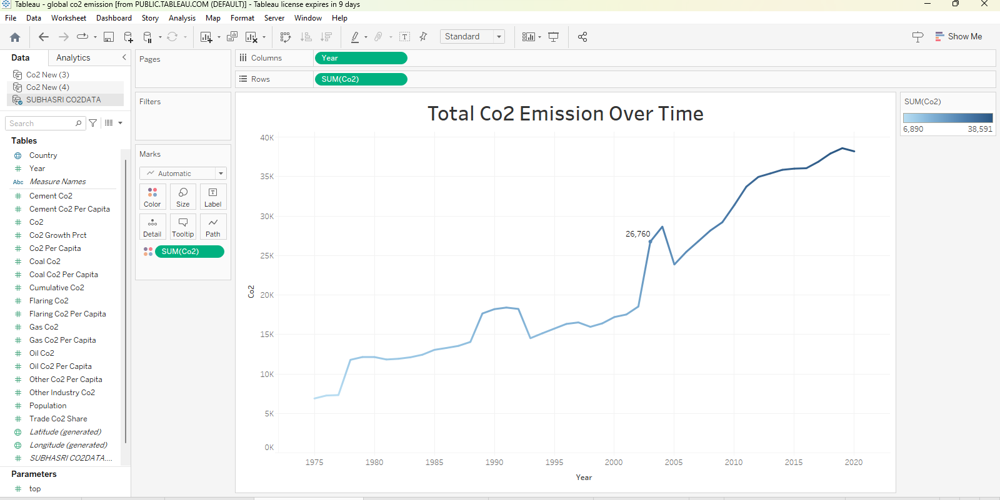 Tableau - global co2 emission [from PUBLIC.TABLEAU.COM (DEFAULT)] - Tableau license expires in 9 days
File Data Worksheet Dashboard Story Analysis Map Format Server Window Help
Standard
Show Me
Data Analytics
Co2 New (3)
Co2 New (4)
SUBHASRI CO2DATA
Search
Tables
Country
Year
Abc Measure Names
Cement Co2
Cement Co2 Per Capita
Co2
Co2 Growth Prct
Co2 Per Capita
Coal Co2
Coal Co2 Per Capita
Cumulative Co2
Flaring Co2
Flaring Co2 Per Capita
Gas Co2
Gas Co2 Per Capita
Oil Co2
Oil Co2 Per Capita
Other Co2 Per Capita
Other Industry Co2
Population
Trade Co2 Share
Latitude (generated)
Longitude (generated)
SUBHASRI CO2DATA....
Parameters
top
Pages
Filters
Marks
Automatic
Color Size Label
Detail Tooltip Path
SUM(Co2)
Columns Year
Rows SUM(Co2)
Total Co2 Emission Over Time
40K
35K
30K
25K
20K
15K
10K
5K
0K
Co2
26,760
1975 1980 1985 1990 1995 2000 2005 2010 2015 2020
Year
SUM(Co2)
6,890 38,591